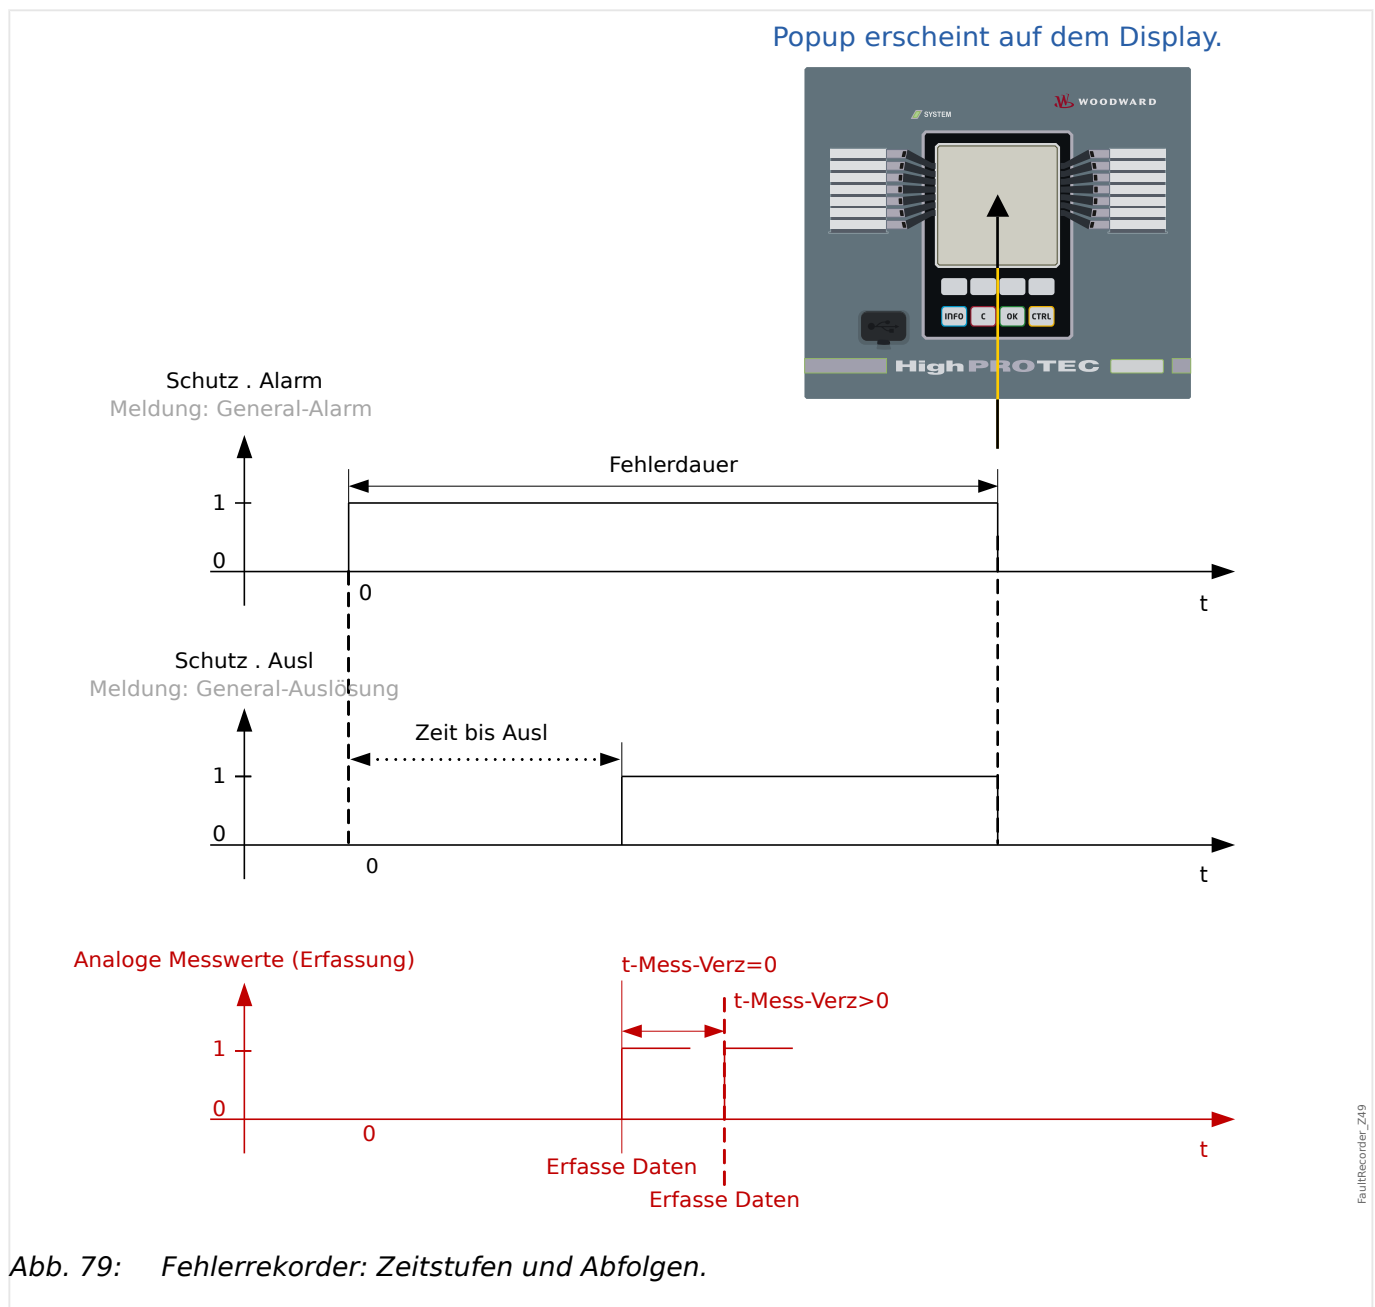 Popup erscheint auf dem Display.
WOODWARD
SYSTEM
INFO C OK CTRL
HighPROTEC
Schutz . Alarm
Meldung: General-Alarm
Fehlerdauer
1
0
0
t
Schutz . Ausl
Meldung: General-Auslösung
Zeit bis Ausl
1
0
0
t
Analoge Messwerte (Erfassung)
t-Mess-Verz=0
t-Mess-Verz>0
1
0
0
t
Erfasse Daten
Erfasse Daten
FaultRecorder_Z49
Abb. 79: Fehlerrekorder: Zeitstufen und Abfolgen.